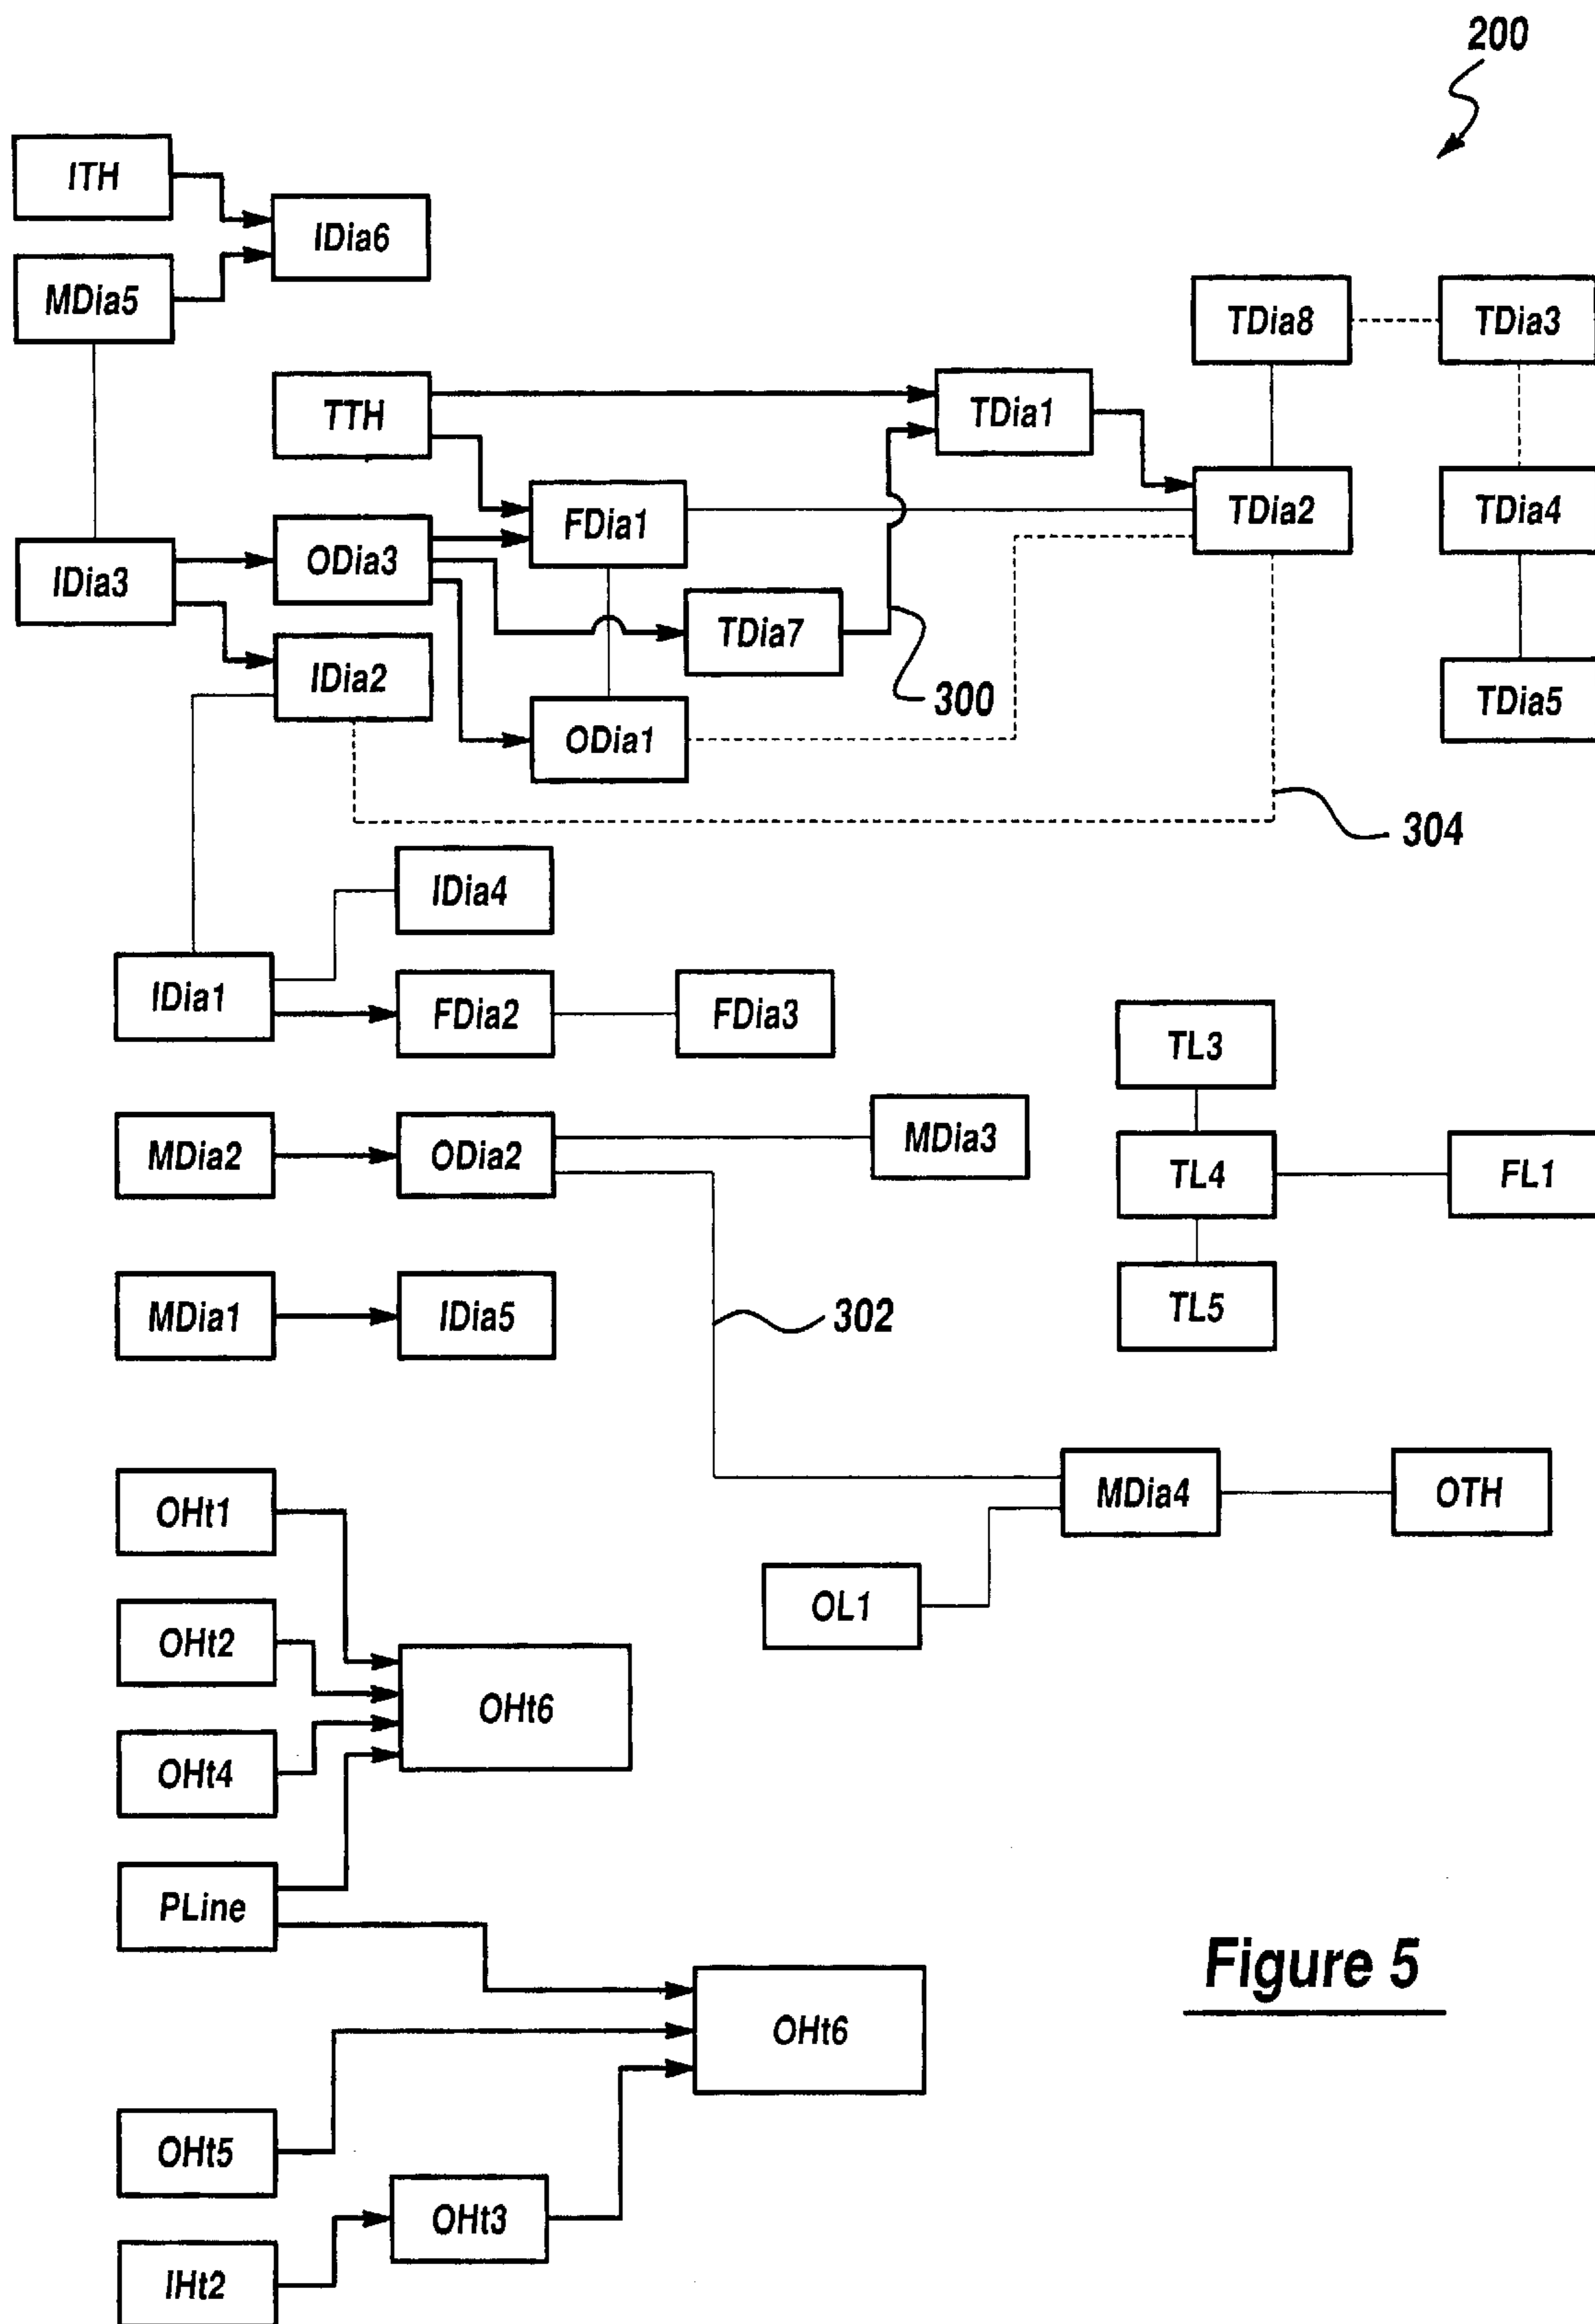 200
ITH
IDia6
MDia5
TDia8
TDia3
TTH
TDia1
FDia1
TDia2
TDia4
IDia3
ODia3
TDia7
IDia2
300
TDia5
ODia1
304
IDia4
IDia1
FDia2
FDia3
TL3
MDia2
ODia2
MDia3
TL4
FL1
MDia1
IDia5
302
TL5
OHt1
MDia4
OTH
OL1
OHt2
OHt6
OHt4
PLine
Figure 5
OHt6
OHt5
OHt3
IHt2